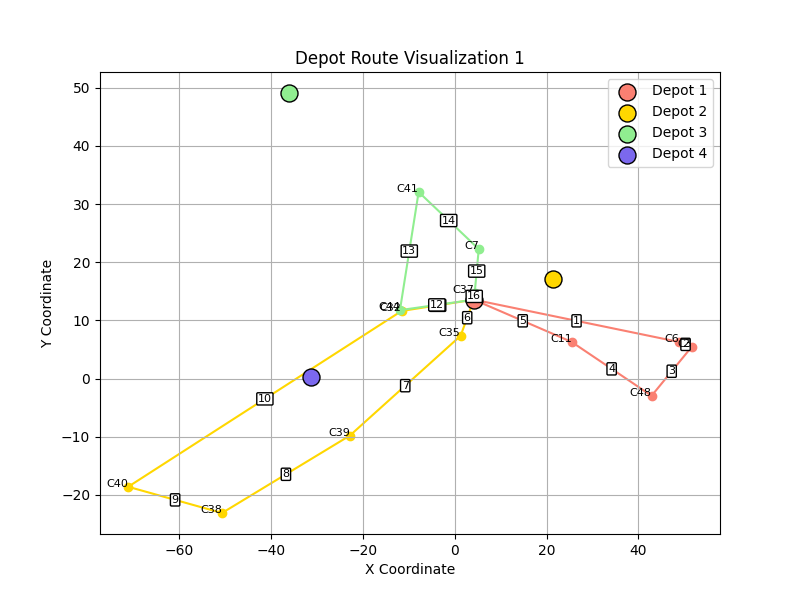 Depot Route Visualization 1
Depot 1
Depot 2
Depot 3
Depot 4
Y Coordinate
50
40
30
20
10
0
−10
−20
C41
14
C7
13
15
C37
16
12
6
1
5
C35
C11
C6
2
4
3
7
C48
10
C39
8
C40
9
C38
−60
−40
−20
0
20
40
X Coordinate